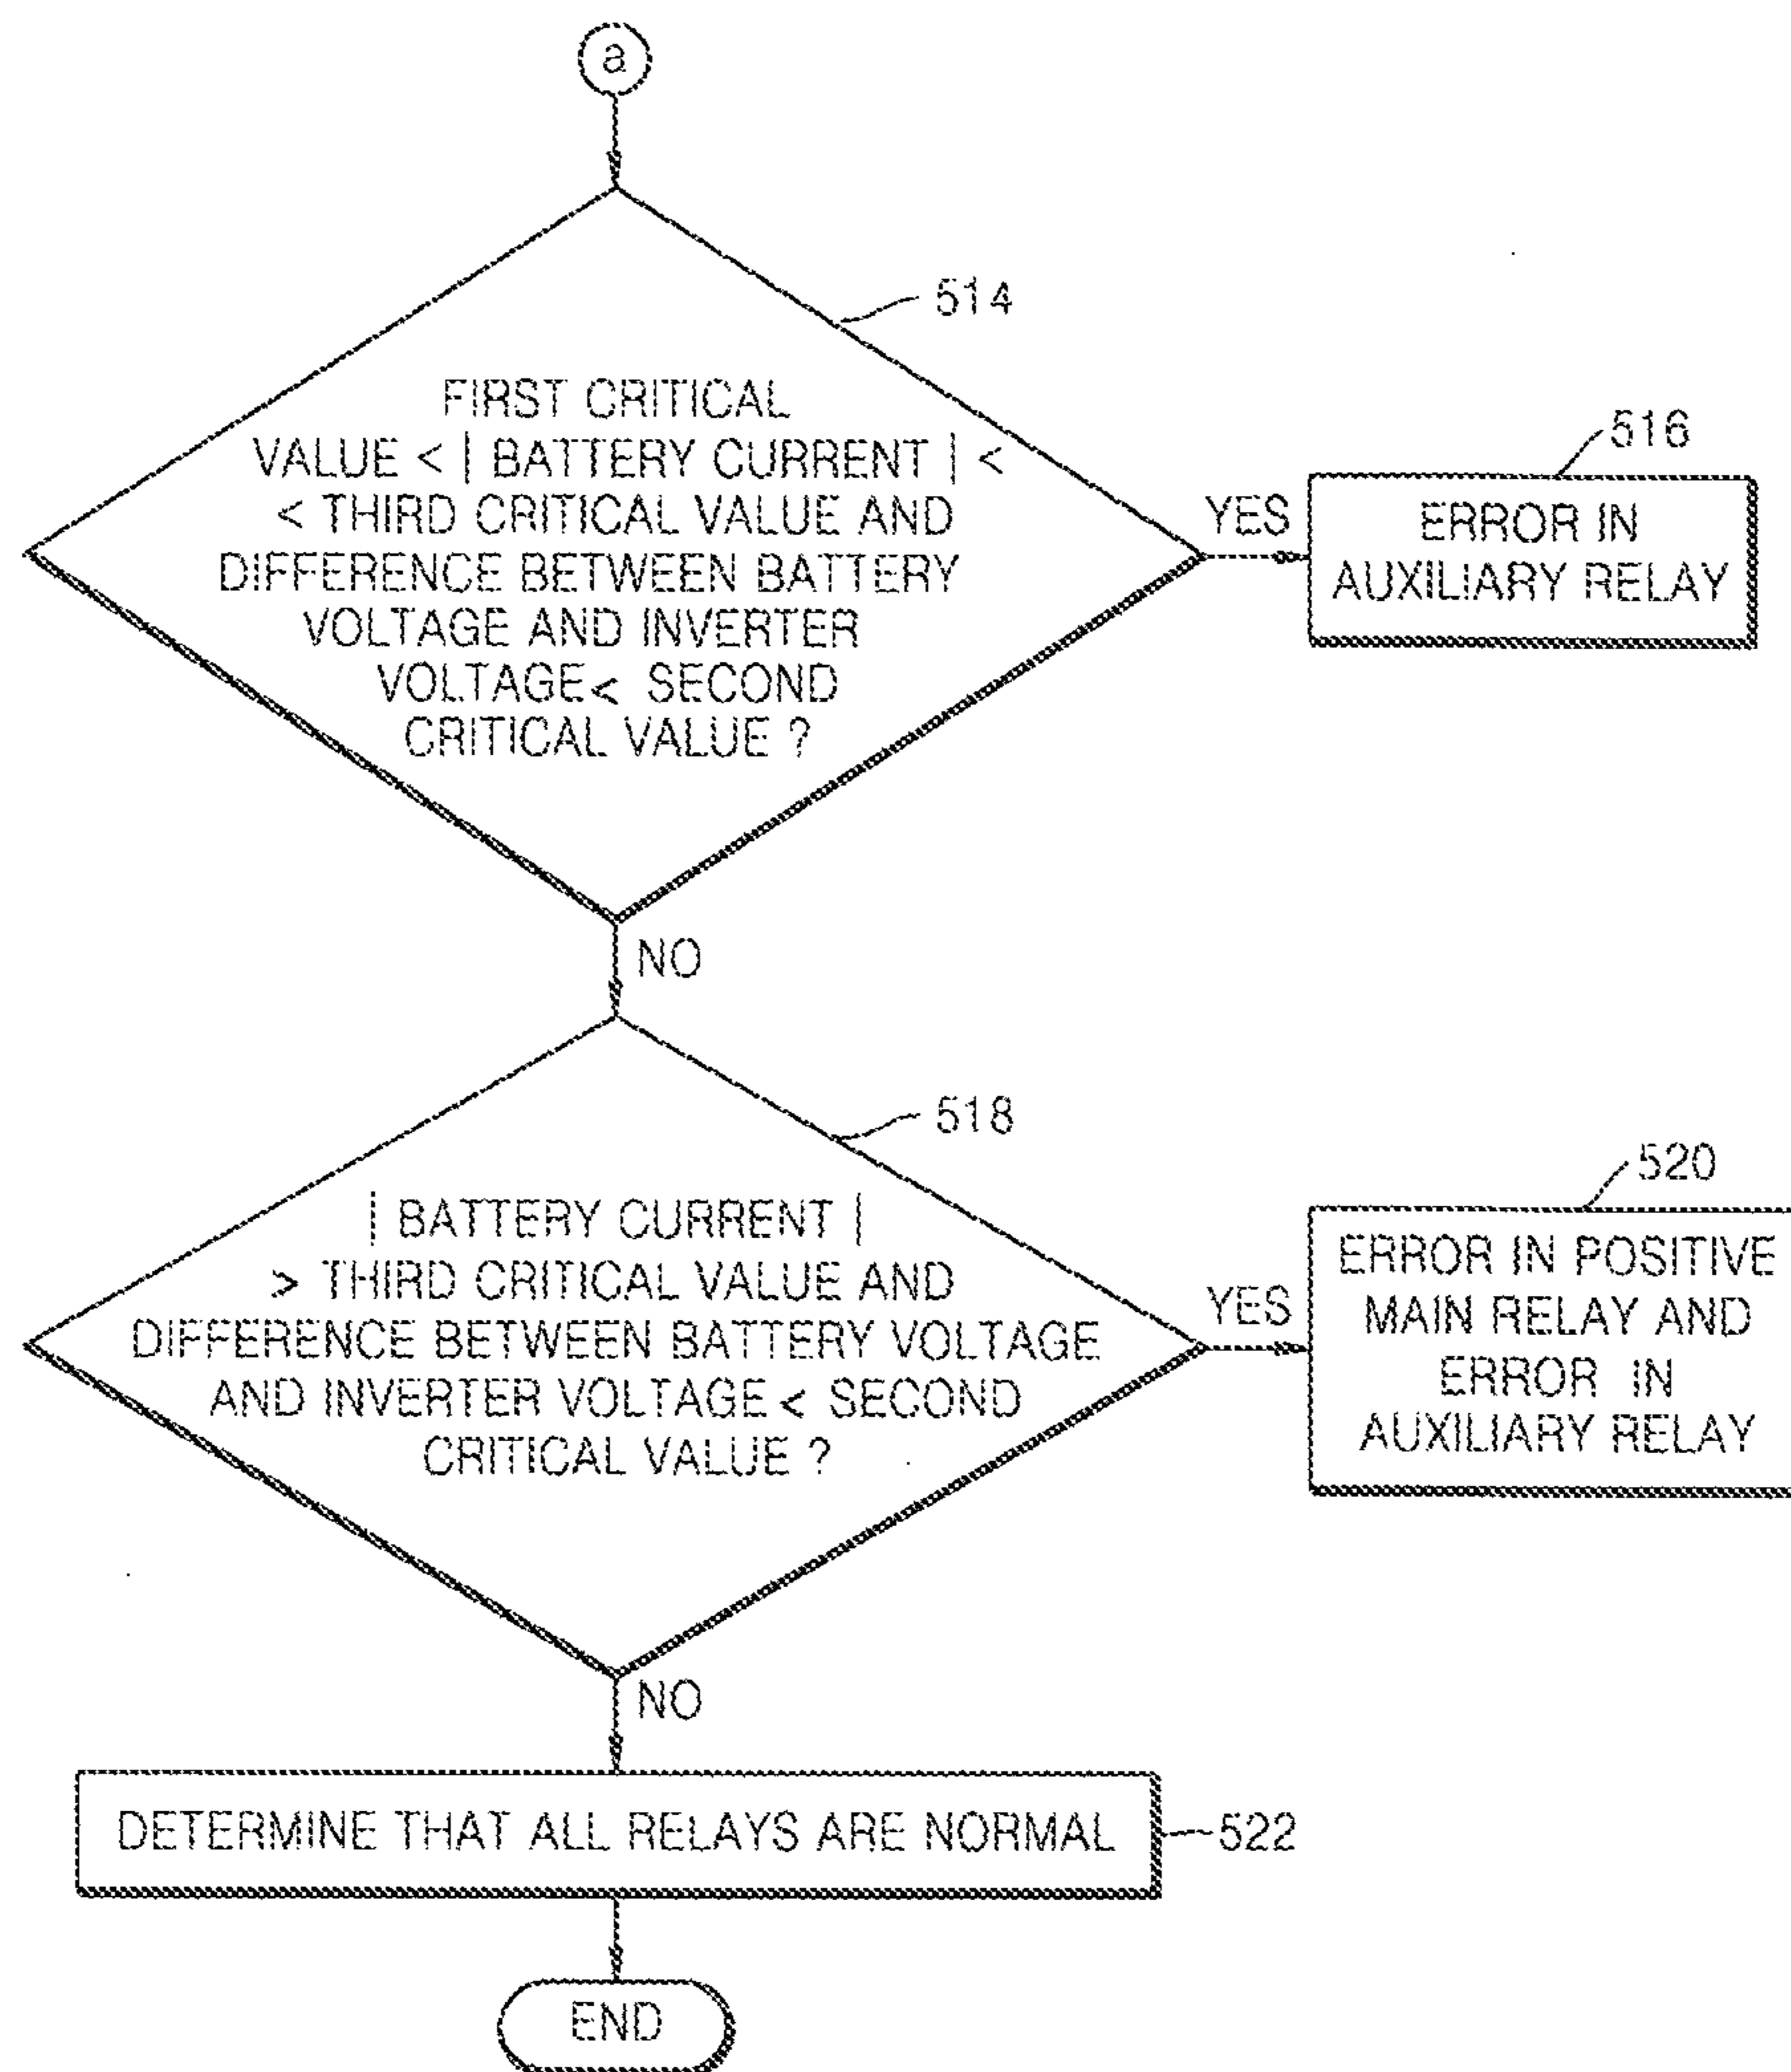 a
514
FIRST CRITICAL
VALUE < | BATTERY CURRENT | <
< THIRD CRITICAL VALUE AND
DIFFERENCE BETWEEN BATTERY
VOLTAGE AND INVERTER
VOLTAGE< SECOND
CRITICAL VALUE ?
YES
516
ERROR IN
AUXILIARY RELAY
NO
518
| BATTERY CURRENT |
> THIRD CRITICAL VALUE AND
DIFFERENCE BETWEEN BATTERY VOLTAGE
AND INVERTER VOLTAGE < SECOND
CRITICAL VALUE ?
YES
520
ERROR IN POSITIVE
MAIN RELAY AND
ERROR IN
AUXILIARY RELAY
NO
DETERMINE THAT ALL RELAYS ARE NORMAL
522
END